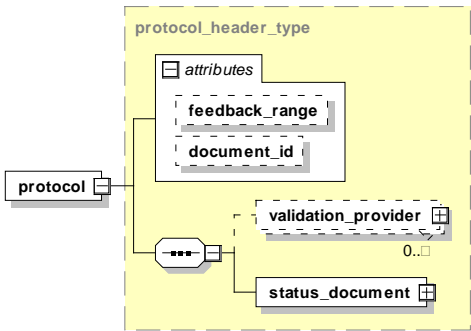 protocol_header_type
attributes
feedback_range
document_id
protocol
validation_provider
0..□
status_document